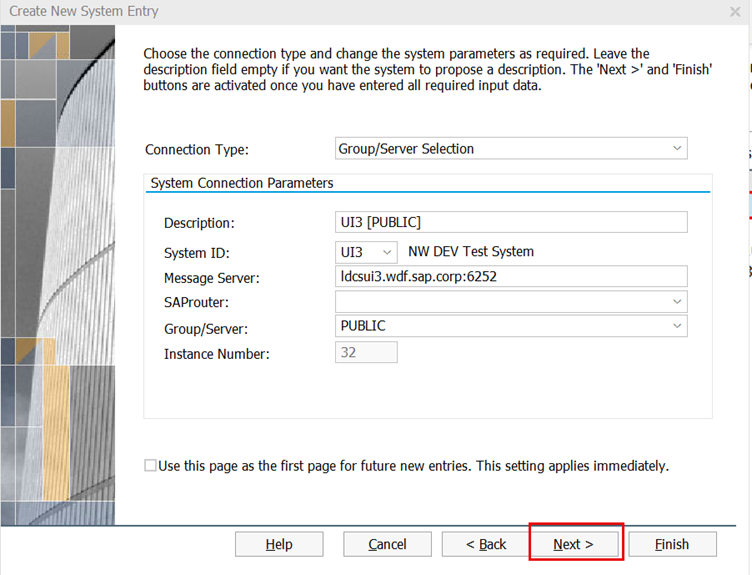 Create New System Entry
Choose the connection type and change the system parameters as required. Leave the
description field empty if you want the system to propose a description. The 'Next >' and 'Finish'
buttons are activated once you have entered all required input data.
Connection Type: Group/Server Selection
System Connection Parameters
Description: UI3 [PUBLIC]
System ID: UI3 NW DEV Test System
Message Server: ldcsui3.wdf.sap.corp:6252
SAProuter:
Group/Server: PUBLIC
Instance Number: 32
Use this page as the first page for future new entries. This setting applies immediately.
Help Cancel < Back Next > Finish